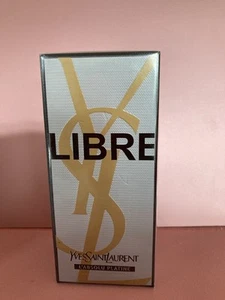 LIBRE
YVESSAINTLAURENT
L'ABSOLU PLATINE